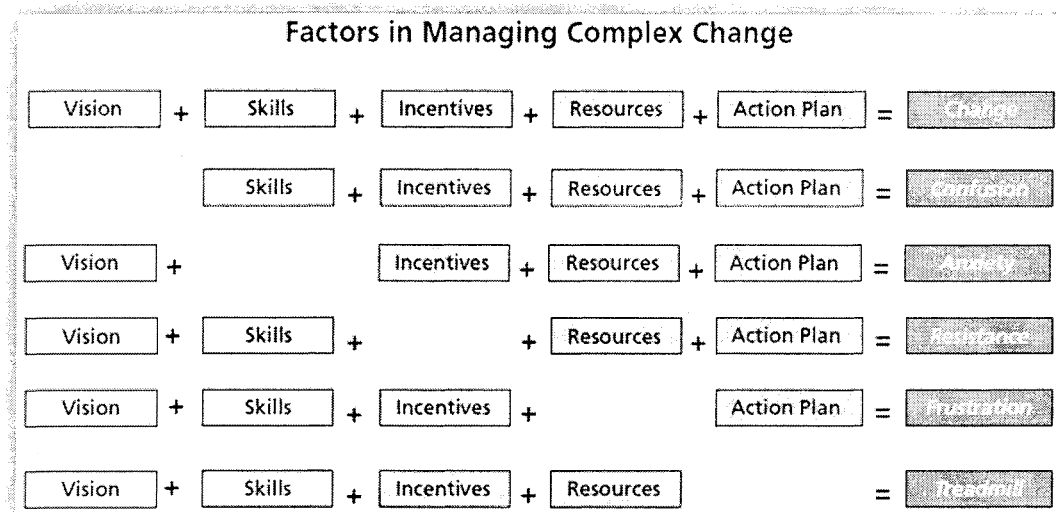 Factors in Managing Complex Change
Vision + Skills + Incentives + Resources + Action Plan = Change
Skills + Incentives + Resources + Action Plan = Confusion
Vision + Incentives + Resources + Action Plan = Anxiety
Vision + Skills + + Resources + Action Plan = Resistance
Vision + Skills + Incentives + Action Plan = Frustration
Vision + Skills + Incentives + Resources = Treadmill